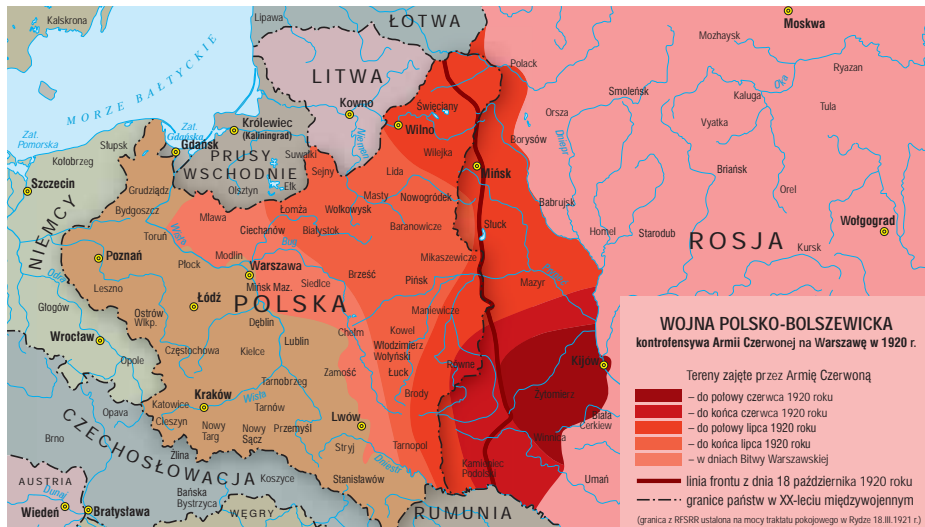 Kalskrona
Lipawa
ŁOTWA
Moskwa
Mozhaysk
MORZE BAŁTYCKIE
LITWA
Polack
Ryazan
Oka
Smoleńsk
Kaluga
Tula
Kowno
Święciany
Orsza
Vyatka
Zat.
Pomorska
Zat.
Gdańska
Gdańsk
Królewiec
(Kaliningrad)
Niemen
Wilno
Borysów
Dniepr
Słupsk
Kołobrzeg
PRUSY
WSCHODNIE
Suwałki
Sejny
Wilejka
Mińsk
Briańsk
Szczecin
Grudziądz
Olsztyn
Ełk
Lida
Orel
Masty
Nowogródek
Babrujsk
Bydgoszcz
Mława
Łomża
Wołkowysk
Wołgograd
NIEMCY
Toruń
Wisła
Ciechanów
Białystok
Baranowicze
Słuck
Homel
Starodub
ROSJA
Kursk
Bug
Poznań
Płock
Modlin
Warszawa
Mikaszewicze
Odra
Mińsk Maz.
Siedlce
Brześć
Pińsk
Prypeć
Mazyr
Leszno
Łódź
POLSKA
Głogów
Ostrów
Wlkp.
Dęblin
Maniewicze
Wrocław
Częstochowa
Kielce
Lublin
Chełm
Kowel
Włodzimierz
Wołyński
Opole
Zamość
Łuck
Równe
Kijów
Tarnobrzeg
Brody
Żytomierz
Katowice
Kraków
Wisła
Opava
Cieszyn
Tarnów
Lwów
Biała
Cerkiew
Brno
Nowy
Targ
Nowy
Sącz
Przemyśl
Tarnopol
Winnica
CZECHOSŁOWACJA
Żlina
Stryj
Dniestr
Kamieniec
Podolski
Koszyce
Stanisławów
Umań
AUSTRIA
Bańska
Bystrzyca
Dunaj
Wiedeń
Bratysława
WĘGRY
RUMUNIA
WOJNA POLSKO-BOLSZEWICKA
kontrofensywa Armii Czerwonej na Warszawę w 1920 r.
Tereny zajęte przez Armię Czerwoną
– do połowy czerwca 1920 roku
– do końca czerwca 1920 roku
– do połowy lipca 1920 roku
– do końca lipca 1920 roku
– w dniach Bitwy Warszawskiej
linia frontu z dnia 18 października 1920 roku
granice państw w XX-leciu międzywojennym
(granica z RFSRR ustalona na mocy traktatu pokojowego w Rydze 18.III.1921 r.)